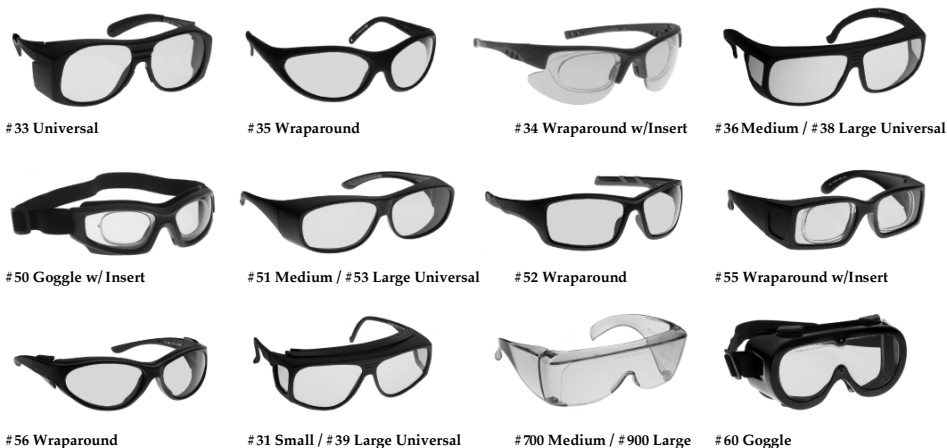 #33 Universal
#35 Wraparound
#34 Wraparound w/Insert
#36 Medium / #38 Large Universal
#50 Goggle w/ Insert
#51 Medium / #53 Large Universal
#52 Wraparound
#55 Wraparound w/Insert
#56 Wraparound
#31 Small / #39 Large Universal
#700 Medium / #900 Large
#60 Goggle